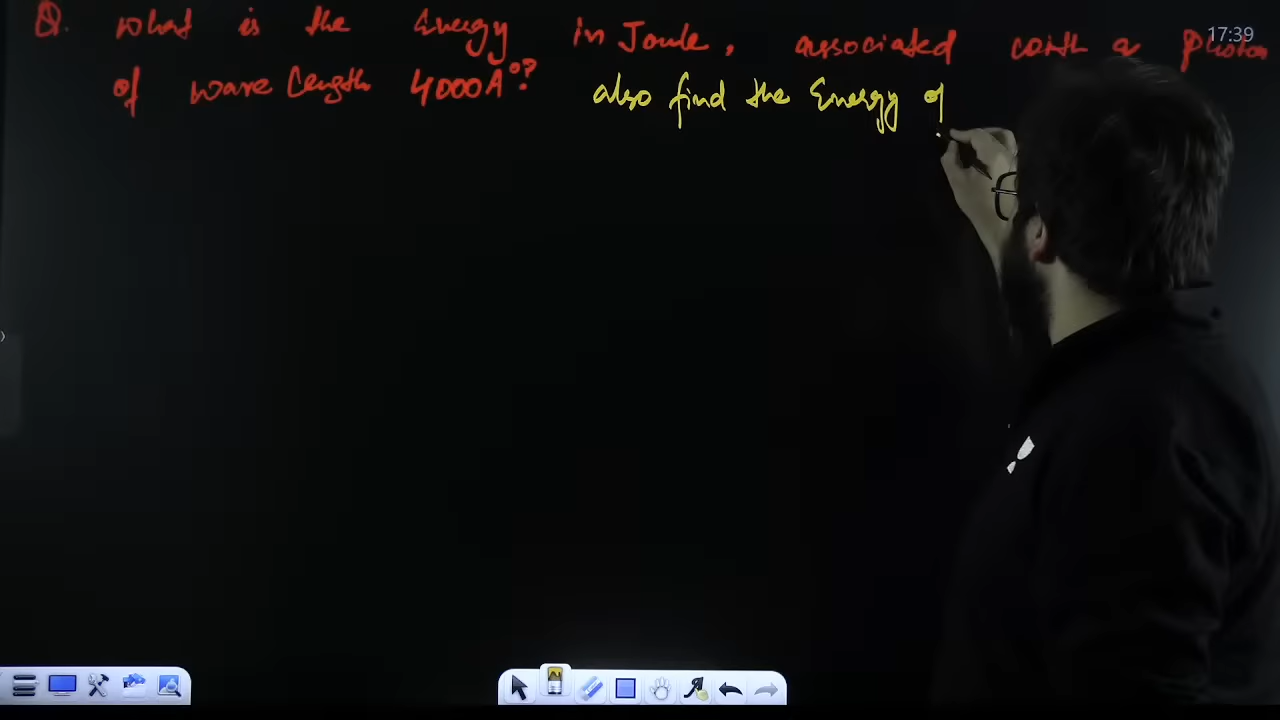 17:39
Q. What is the Energy in Joule, associated with a photon
of wave length 4000A°? also find the Energy of